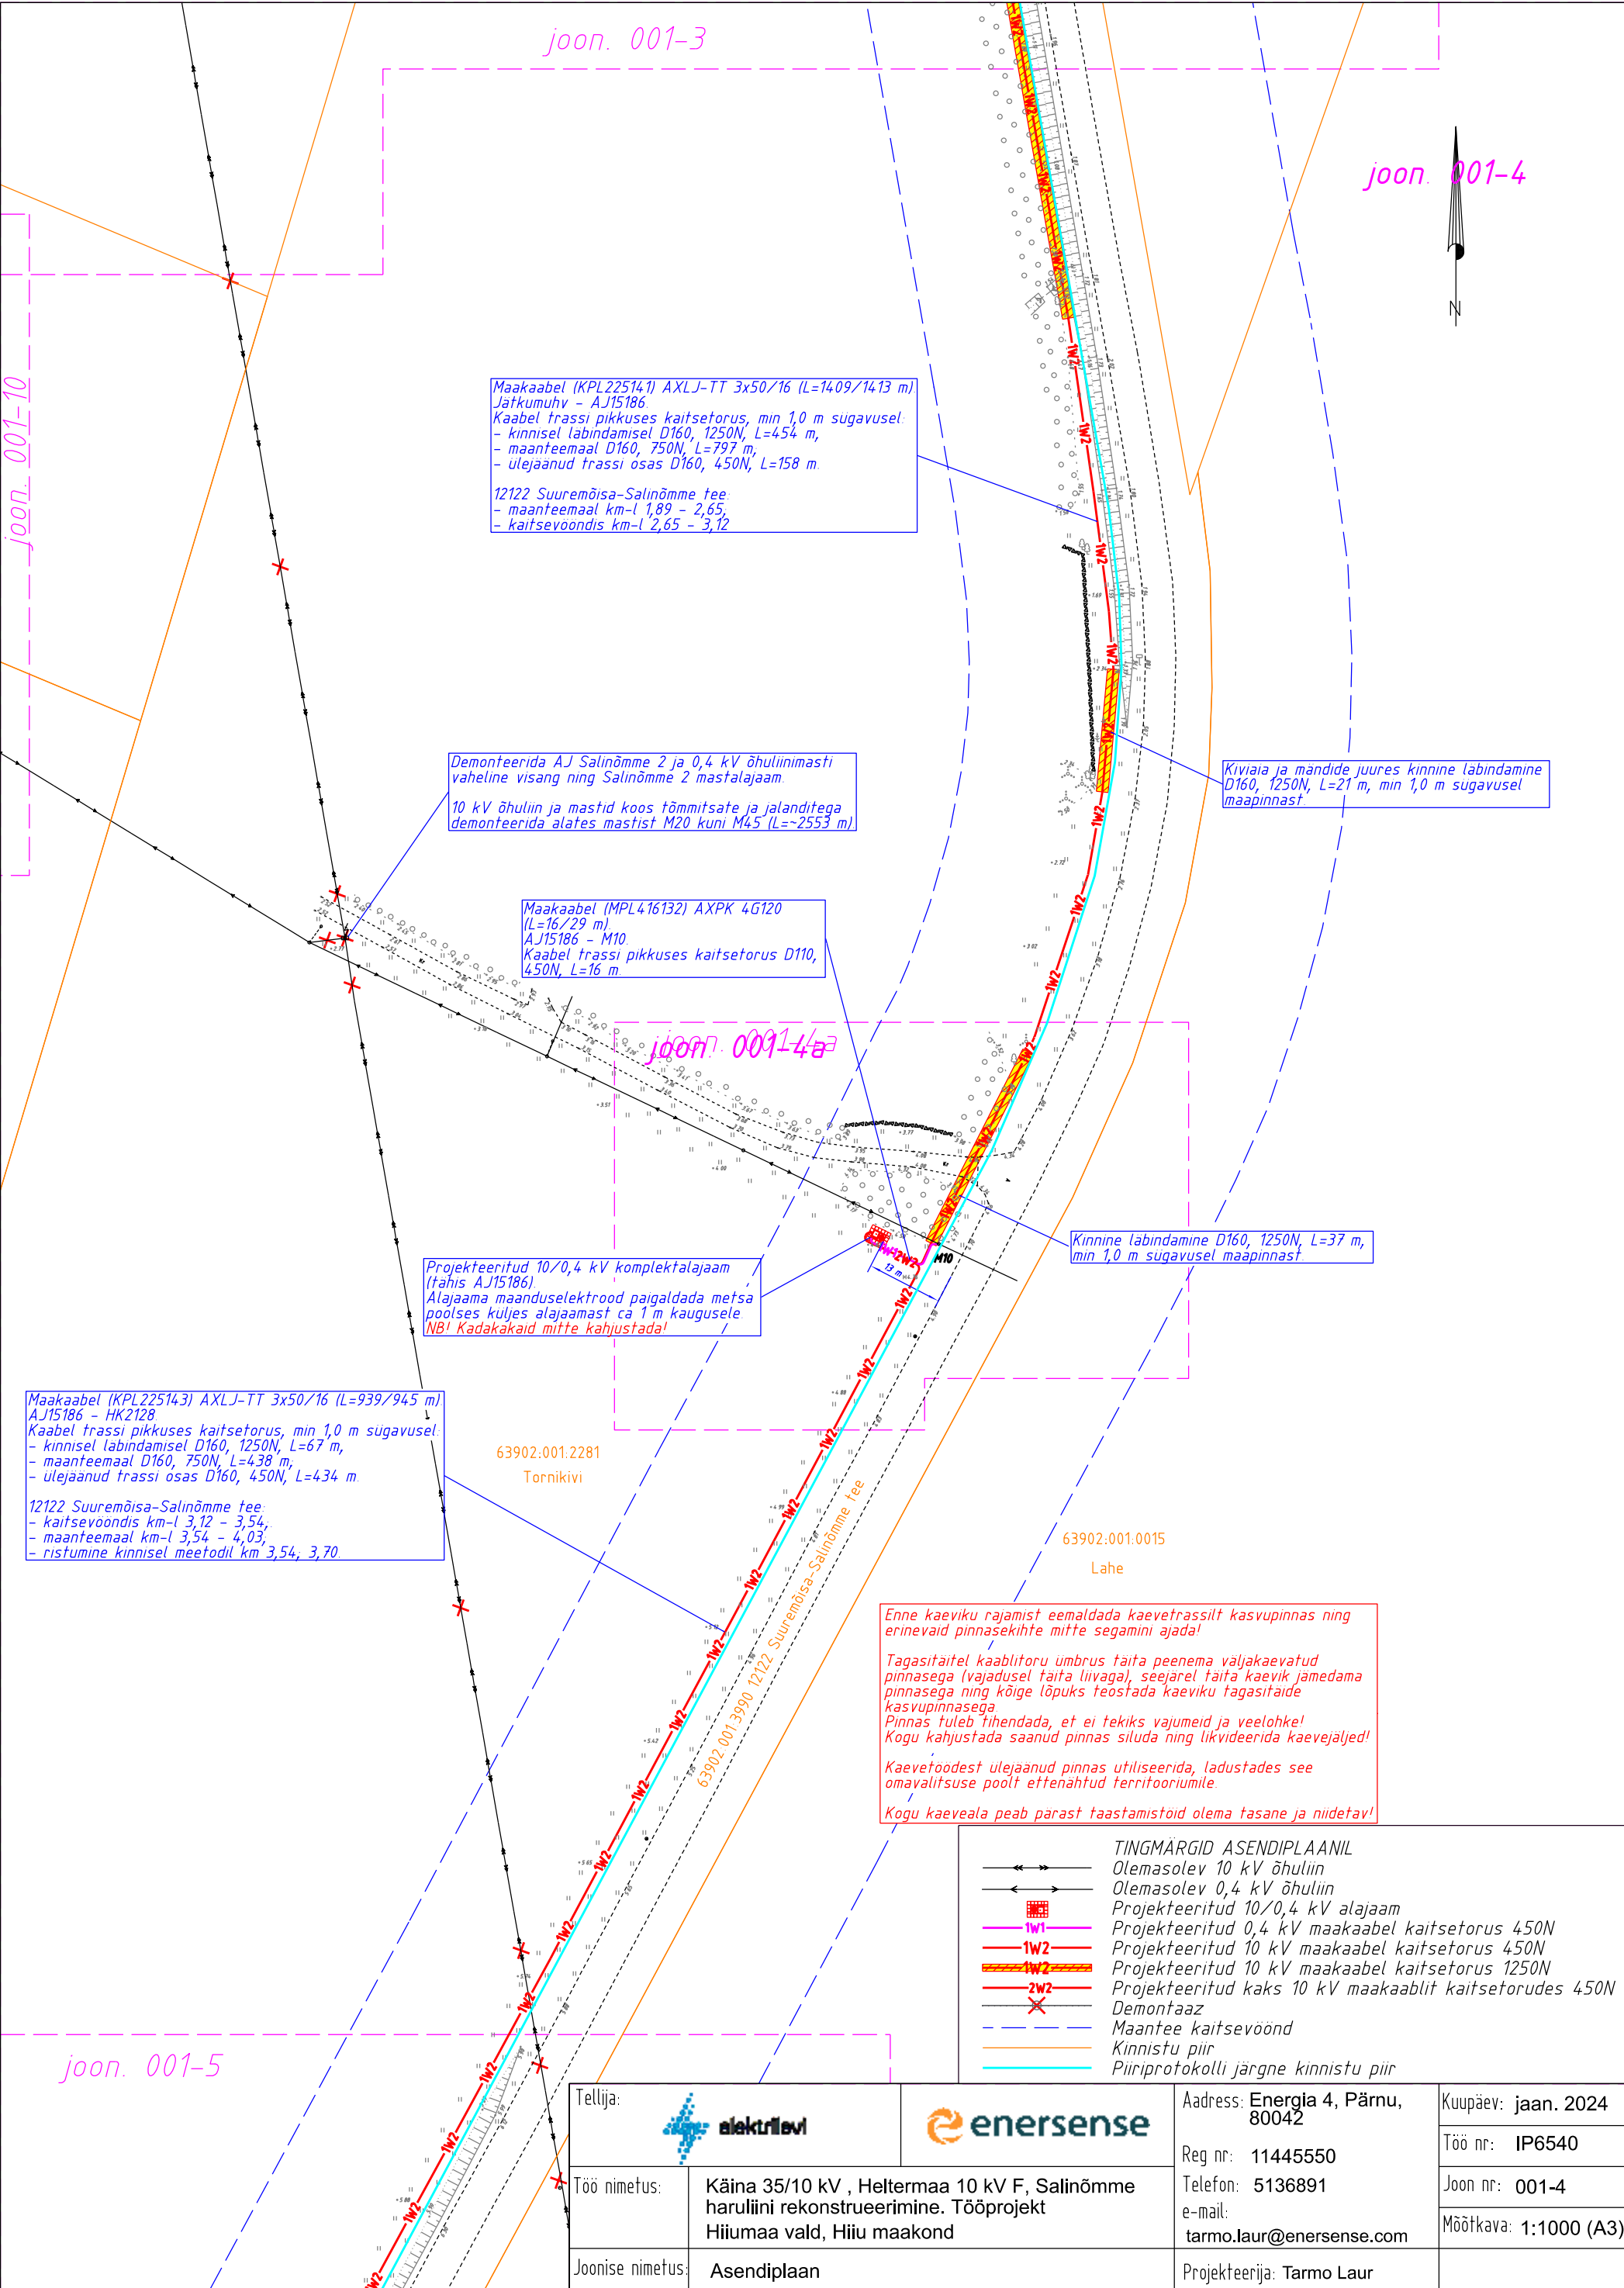 joon. 001-3
joon. 001-4
joon. 001-10
Maakaabel (KPL225141) AXLJ-TT 3x50/16 (L=1409/1413 m).
Jätkumuhv - AJ15186.
Kaabel trassi pikkuses kaitsetorus, min 1,0 m sügavusel:
- kinnisel läbindamisel D160, 1250N, L=454 m,
- maanteemaal D160, 750N, L=797 m,
- ülejäänud trassi osas D160, 450N, L=158 m.
12122 Suuremõisa-Salinõmme tee:
- maanteemaal km-l 1,89 - 2,65;
- kaitsevööndis km-l 2,65 - 3,12
N
Demonteerida AJ Salinõmme 2 ja 0,4 kV õhuliinimasti
vaheline visang ning Salinõmme 2 mastalajaam.
10 kV õhuliin ja mastid koos tõmmitsate ja jalanditega
demonteerida alates mastist M20 kuni M45 (L=~2553 m)
Kiviaia ja mändide juures kinnine läbindamine
D160, 1250N, L=21 m, min 1,0 m sügavusel
maapinnast.
Maakaabel (MPL416132) AXPK 4G120
(L=16/29 m).
AJ15186 - M10.
Kaabel trassi pikkuses kaitsetorus D110,
450N, L=16 m.
joon. 001-4a
joon. 001-4a
Kinnine läbindamine D160, 1250N, L=37 m,
min 1,0 m sügavusel maapinnast.
M10
13 m
Projekteeritud 10/0,4 kV komplektalajaam
(tähis AJ15186).
Alajaama maanduselektrood paigaldada metsa
poolses küljes alajaamast ca 1 m kaugusele.
NB! Kadakakaid mitte kahjustada!
Maakaabel (KPL225143) AXLJ-TT 3x50/16 (L=939/945 m).
AJ15186 - HK2128.
Kaabel trassi pikkuses kaitsetorus, min 1,0 m sügavusel:
- kinnisel läbindamisel D160, 1250N, L=67 m,
- maanteemaal D160, 750N, L=438 m;
- ülejäänud trassi osas D160, 450N, L=434 m.
12122 Suuremõisa-Salinõmme tee:
- kaitsevööndis km-l 3,12 - 3,54;
- maanteemaal km-l 3,54 - 4,03;
- ristumine kinnisel meetodil km 3,54; 3,70.
63902:001:2281
Tornikivi
63902:001:3990 12122 Suuremõisa-Salinõmme tee
63902:001:0015
Lahe
Enne kaeviku rajamist eemaldada kaevetrassilt kasvupinnas ning
erinevaid pinnasekihte mitte segamini ajada!
Tagasitäitel kaablitoru ümbrus täita peenema väljakaevatud
pinnasega (vajadusel täita liivaga), seejärel täita kaevik jämedama
pinnasega ning kõige lõpuks teostada kaeviku tagasitäide
kasvupinnasega.
Pinnas tuleb tihendada, et ei tekiks vajumeid ja veelohke!
Kogu kahjustada saanud pinnas siluda ning likvideerida kaevejäljed!
Kaevetöödest ülejäänud pinnas utiliseerida, ladustades see
omavalitsuse poolt ettenähtud territooriumile.
Kogu kaeveala peab pärast taastamistöid olema tasane ja niidetav!
TINGMÄRGID ASENDIPLAANIL
Olemasolev 10 kV õhuliin
Olemasolev 0,4 kV õhuliin
Projekteeritud 10/0,4 kV alajaam
1W1 Projekteeritud 0,4 kV maakaabel kaitsetorus 450N
1W2 Projekteeritud 10 kV maakaabel kaitsetorus 450N
1W2 Projekteeritud 10 kV maakaabel kaitsetorus 1250N
2W2 Projekteeritud kaks 10 kV maakaablit kaitsetorudes 450N
Demontaaz
Maantee kaitsevöönd
Kinnistu piir
Piiriprotokolli järgne kinnistu piir
joon. 001-5
Tellija:
elektrilevi
enersense
Aadress: Energia 4, Pärnu,
80042
Reg nr: 11445550
Telefon: 5136891
e-mail:
tarmo.laur@enersense.com
Kuupäev: jaan. 2024
Töö nr: IP6540
Joon nr: 001-4
Mõõtkava: 1:1000 (A3)
Töö nimetus: Käina 35/10 kV , Heltermaa 10 kV F, Salinõmme
haruliini rekonstrueerimine. Tööprojekt
Hiiumaa vald, Hiiu maakond
Joonise nimetus: Asendiplaan
Projekteerija: Tarmo Laur